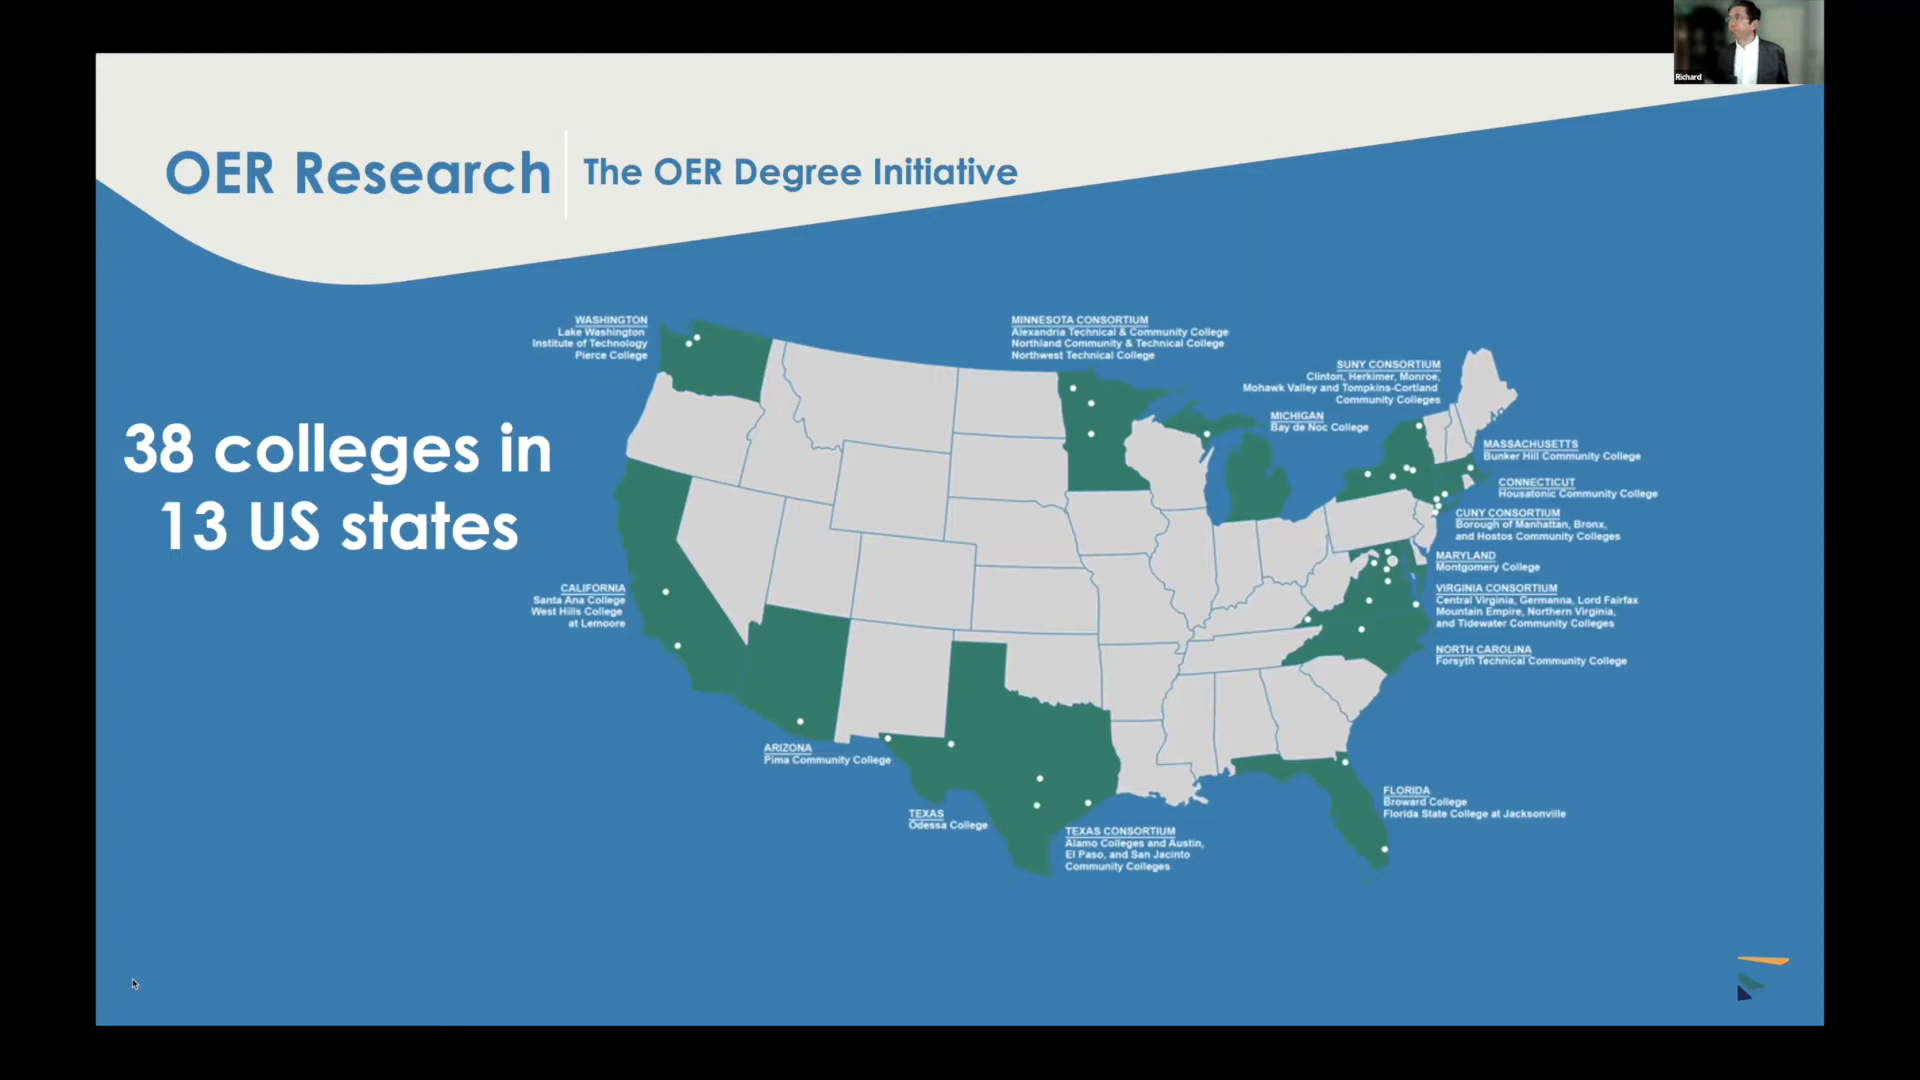 Richard
OER Research
The OER Degree Initiative
38 colleges in
13 US states
WASHINGTON
Lake Washington
Institute of Technology
Pierce College
MINNESOTA CONSORTIUM
Alexandria Technical & Community College
Northland Community & Technical College
Northwest Technical College
SUNY CONSORTIUM
Clinton, Herkimer, Monroe,
Mohawk Valley and Tompkins-Cortland
Community Colleges
MICHIGAN
Bay de Noc College
MASSACHUSETTS
Bunker Hill Community College
CONNECTICUT
Housatonic Community College
CUNY CONSORTIUM
Borough of Manhattan, Bronx,
and Hostos Community Colleges
MARYLAND
Montgomery College
VIRGINIA CONSORTIUM
Central Virginia, Germanna, Lord Fairfax
Mountain Empire, Northern Virginia,
and Tidewater Community Colleges
NORTH CAROLINA
Forsyth Technical Community College
CALIFORNIA
Santa Ana College
West Hills College
at Lemoore
ARIZONA
Pima Community College
TEXAS
Odessa College
TEXAS CONSORTIUM
Alamo Colleges and Austin,
El Paso, and San Jacinto
Community Colleges
FLORIDA
Broward College
Florida State College at Jacksonville